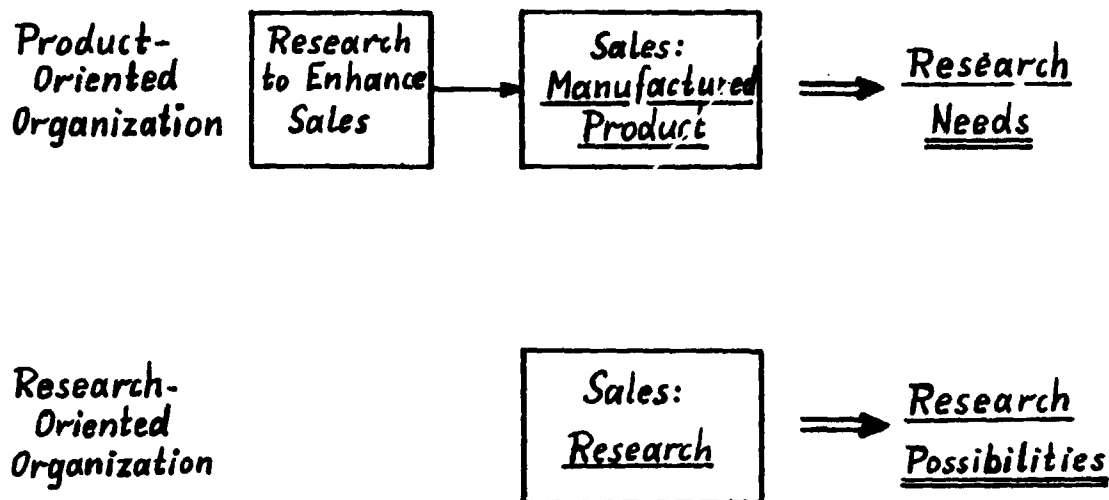 Product-
Oriented
Organization
Research
to Enhance
Sales
Sales:
Manufactured
Product
Research
Needs
Research-
Oriented
Organization
Sales:
Research
Research
Possibilities